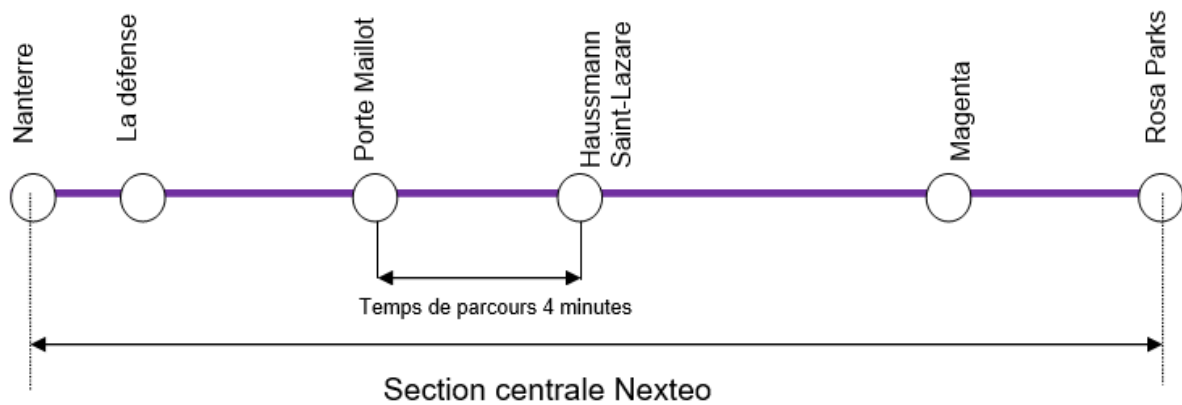 Nanterre
La défense
Porte Maillot
Haussmann
Saint-Lazare
Magenta
Rosa Parks
Temps de parcours 4 minutes
Section centrale Nexteo